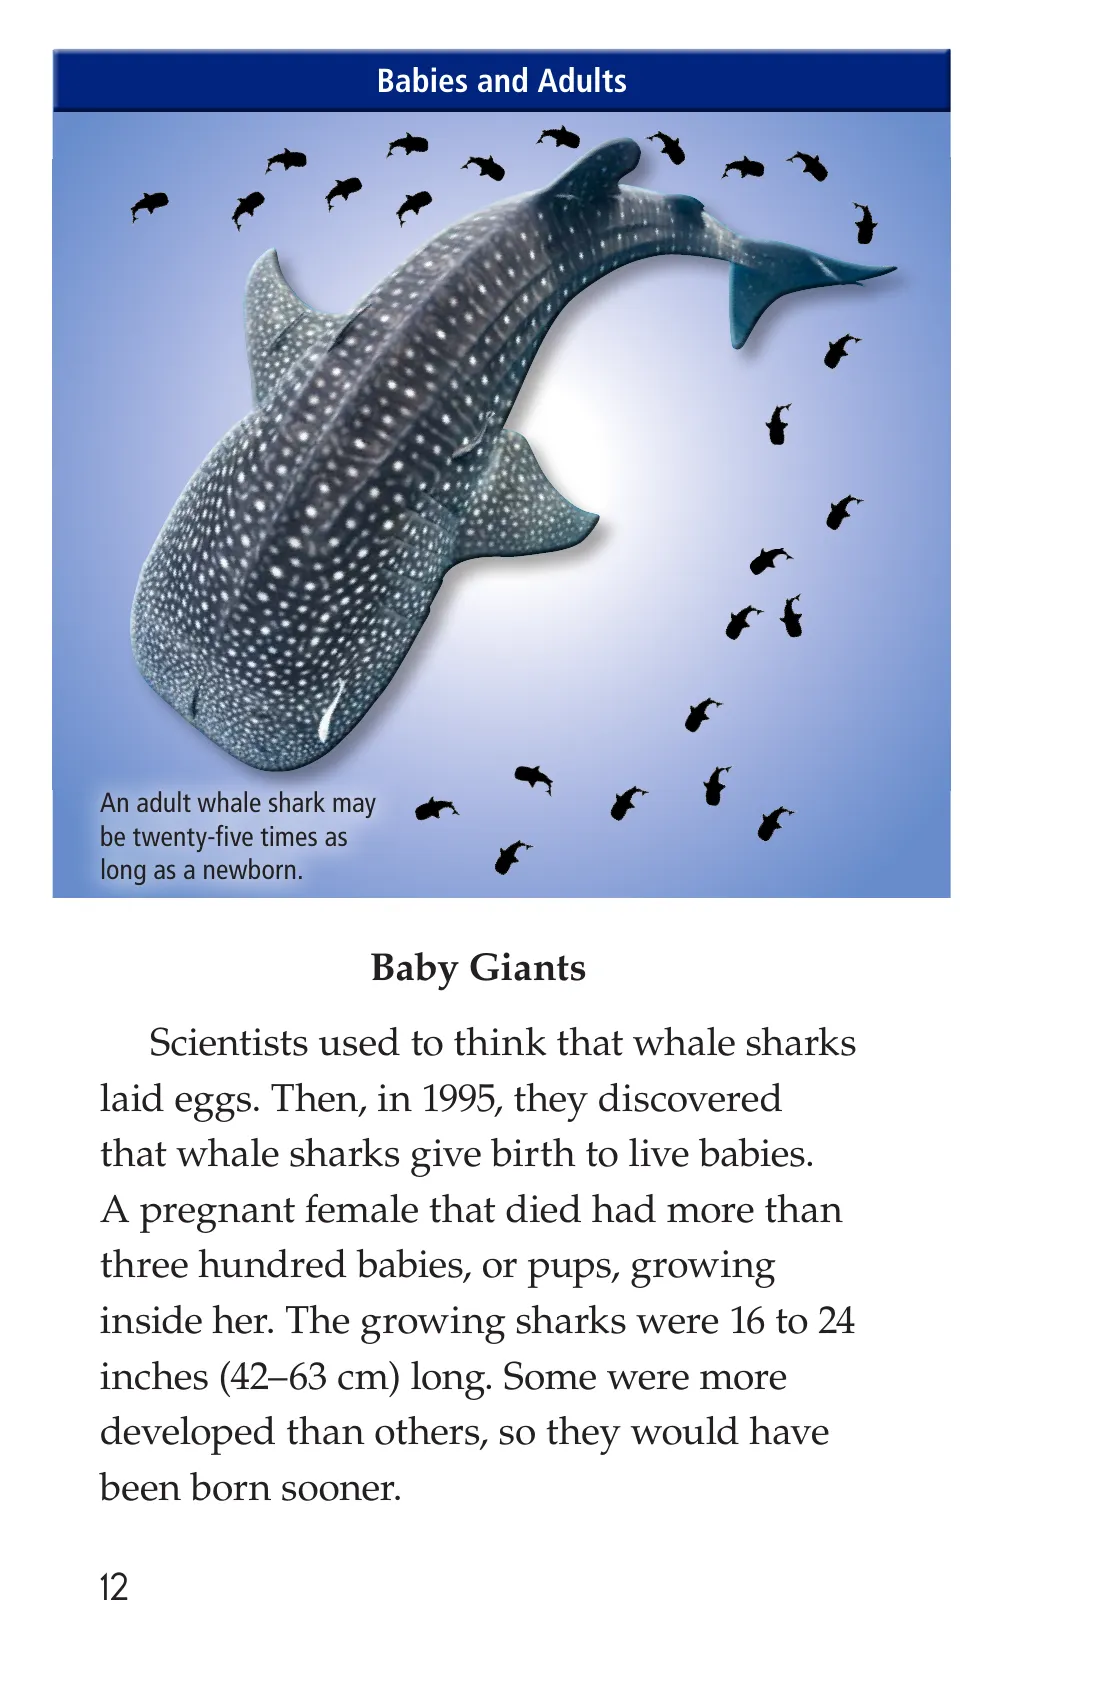 Babies and Adults
An adult whale shark may
be twenty-five times as
long as a newborn.
Baby Giants
Scientists used to think that whale sharks
laid eggs. Then, in 1995, they discovered
that whale sharks give birth to live babies.
A pregnant female that died had more than
three hundred babies, or pups, growing
inside her. The growing sharks were 16 to 24
inches (42–63 cm) long. Some were more
developed than others, so they would have
been born sooner.
12